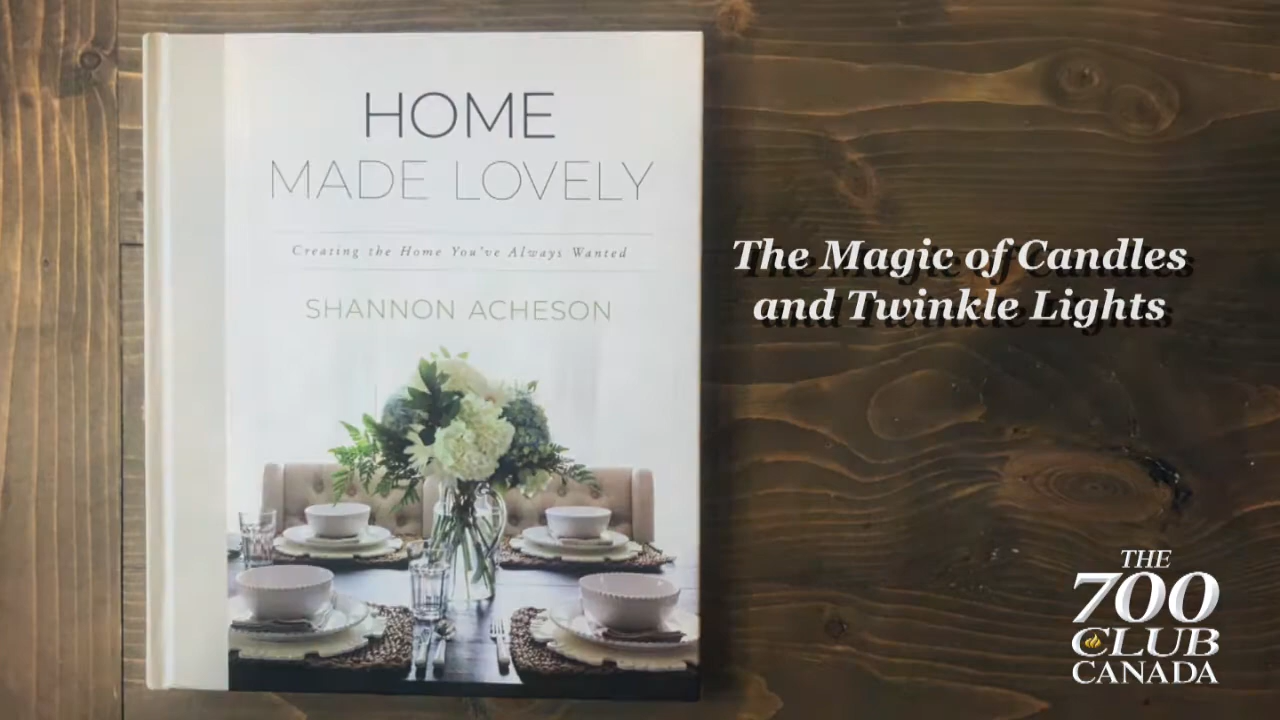 HOME
MADE LOVELY
Creating the Home You've Always Wanted
SHANNON ACHESON
The Magic of Candles
and Twinkle Lights
THE
700
CLUB
CANADA